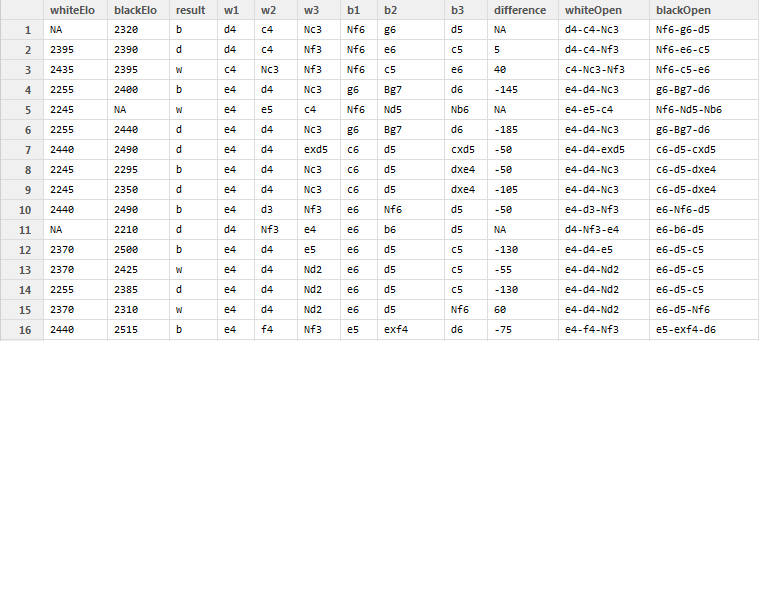 whiteElo blackElo result w1 w2 w3 b1 b2 b3 difference whiteOpen blackOpen
1 NA 2320 b d4 c4 Nc3 Nf6 g6 d5 NA d4-c4-Nc3 Nf6-g6-d5
2 2395 2390 d d4 c4 Nf3 Nf6 e6 c5 5 d4-c4-Nf3 Nf6-e6-c5
3 2435 2395 w c4 Nc3 Nf3 Nf6 c5 e6 40 c4-Nc3-Nf3 Nf6-c5-e6
4 2255 2400 b e4 d4 Nc3 g6 Bg7 d6 -145 e4-d4-Nc3 g6-Bg7-d6
5 2245 NA w e4 e5 c4 Nf6 Nd5 Nb6 NA e4-e5-c4 Nf6-Nd5-Nb6
6 2255 2440 d e4 d4 Nc3 g6 Bg7 d6 -185 e4-d4-Nc3 g6-Bg7-d6
7 2440 2490 d e4 d4 exd5 c6 d5 cxd5 -50 e4-d4-exd5 c6-d5-cxd5
8 2245 2295 b e4 d4 Nc3 c6 d5 dxe4 -50 e4-d4-Nc3 c6-d5-dxe4
9 2245 2350 d e4 d4 Nc3 c6 d5 dxe4 -105 e4-d4-Nc3 c6-d5-dxe4
10 2440 2490 b e4 d3 Nf3 e6 Nf6 d5 -50 e4-d3-Nf3 e6-Nf6-d5
11 NA 2210 d d4 Nf3 e4 e6 b6 d5 NA d4-Nf3-e4 e6-b6-d5
12 2370 2500 b e4 d4 e5 e6 d5 c5 -130 e4-d4-e5 e6-d5-c5
13 2370 2425 w e4 d4 Nd2 e6 d5 c5 -55 e4-d4-Nd2 e6-d5-c5
14 2255 2385 d e4 d4 Nd2 e6 d5 c5 -130 e4-d4-Nd2 e6-d5-c5
15 2370 2310 w e4 d4 Nd2 e6 d5 Nf6 60 e4-d4-Nd2 e6-d5-Nf6
16 2440 2515 b e4 f4 Nf3 e5 exf4 d6 -75 e4-f4-Nf3 e5-exf4-d6